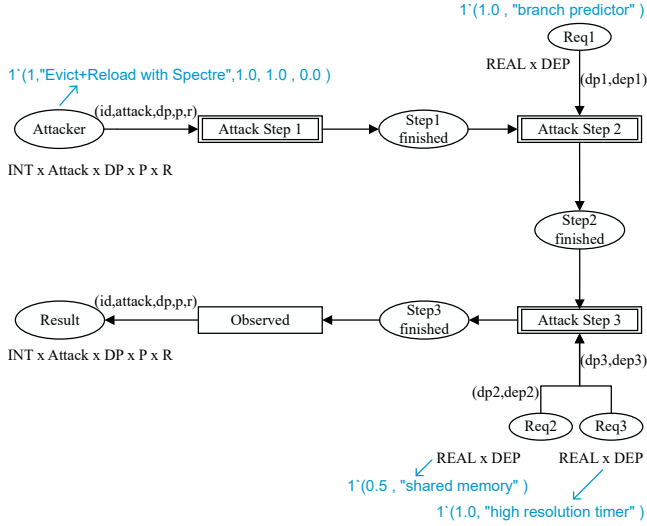 1`(1.0 , "branch predictor" )
Req1
REAL x DEP
(dp1,dep1)
1`(1,"Evict+Reload with Spectre",1.0, 1.0 , 0.0 )
(id,attack,dp,p,r)
Attacker
Attack Step 1
Step1
finished
Attack Step 2
INT x Attack x DP x P x R
Step2
finished
(id,attack,dp,p,r)
Result
Observed
Step3
finished
Attack Step 3
INT x Attack x DP x P x R
(dp3,dep3)
(dp2,dep2)
Req2
Req3
REAL x DEP
REAL x DEP
1`(0.5 , "shared memory" )
1`(1.0, "high resolution timer" )